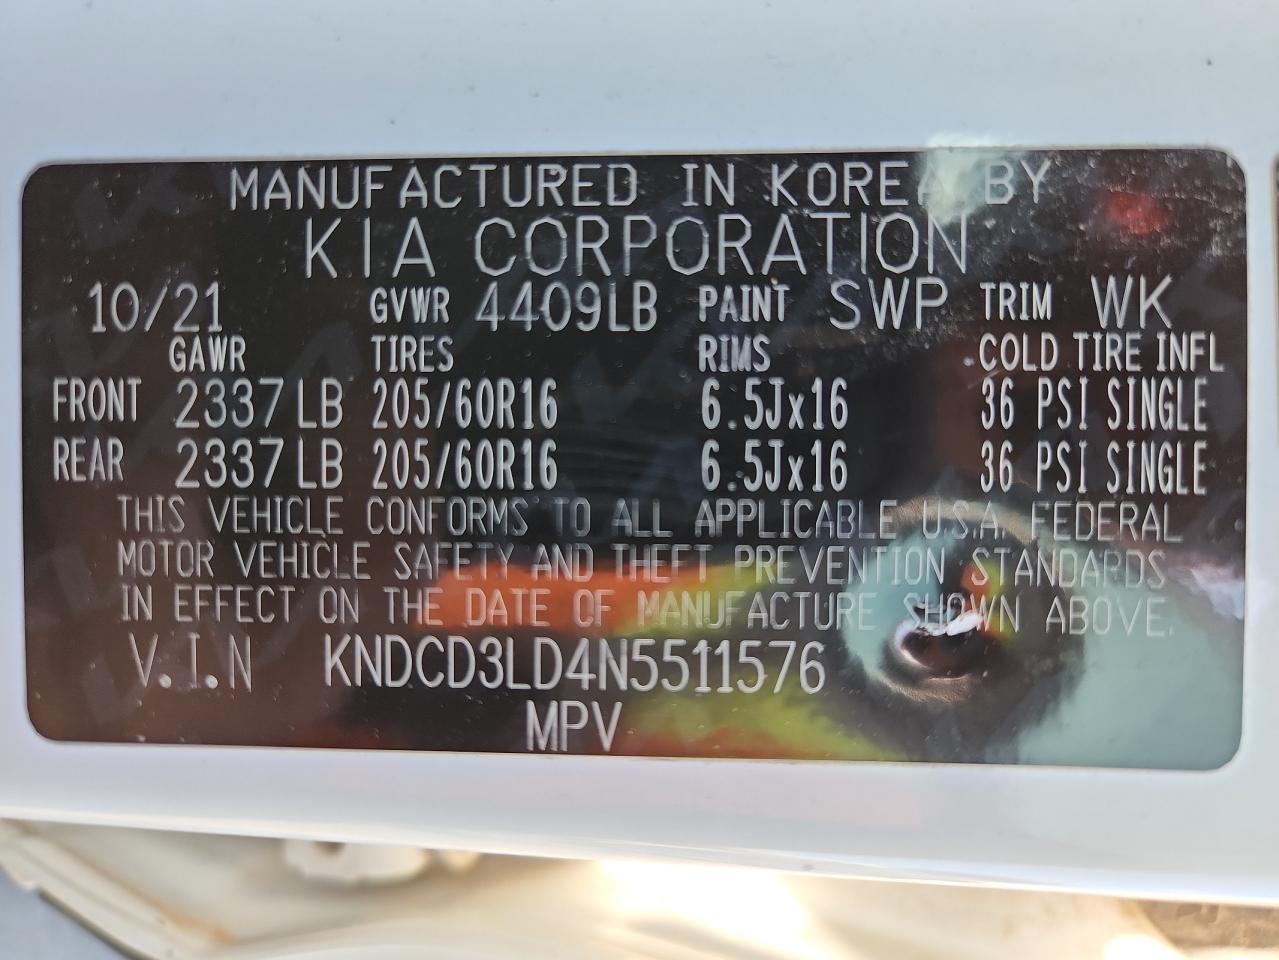 MANUFACTURED IN KOREA BY
KIA CORPORATION
10/21 GVWR 4409LB PAINT SWP TRIM WK
GAWR TIRES RIMS COLD TIRE INFL
FRONT 2337 LB 205/60R16 6.5Jx16 36 PSI SINGLE
REAR 2337 LB 205/60R16 6.5Jx16 36 PSI SINGLE
THIS VEHICLE CONFORMS TO ALL APPLICABLE U.S.A. FEDERAL
MOTOR VEHICLE SAFETY AND THEFT PREVENTION STANDARDS
IN EFFECT ON THE DATE OF MANUFACTURE SHOWN ABOVE.
V.I.N KNDCD3LD4N5511576
MPV